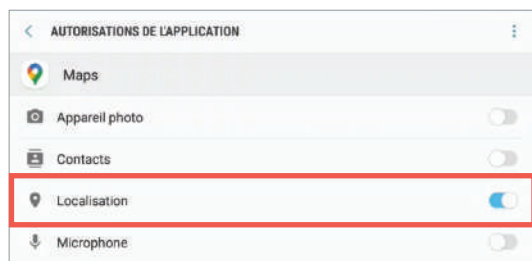 AUTORISATIONS DE L'APPLICATION
Maps
Appareil photo
Contacts
Localisation
Microphone